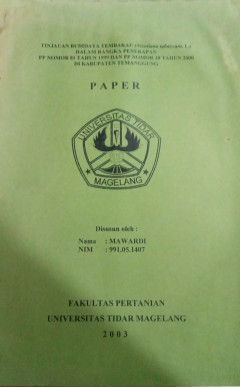 TINJAUAN BUDIDAYA TEMBAKAU (Nicotiana tabacum L.)
DALAM RANGKA PENERAPAN
PP NOMOR 81 TAHUN 1999 DAN PP NOMOR 38 TAHUN 2000
DI KABUPATEN TEMANGGUNG
PAPER
UNIVERSITAS TIDAR
MAGELANG
Disusun oleh :
Nama : MAWARDI
NIM : 991.05.1407
FAKULTAS PERTANIAN
UNIVERSITAS TIDAR MAGELANG
2003